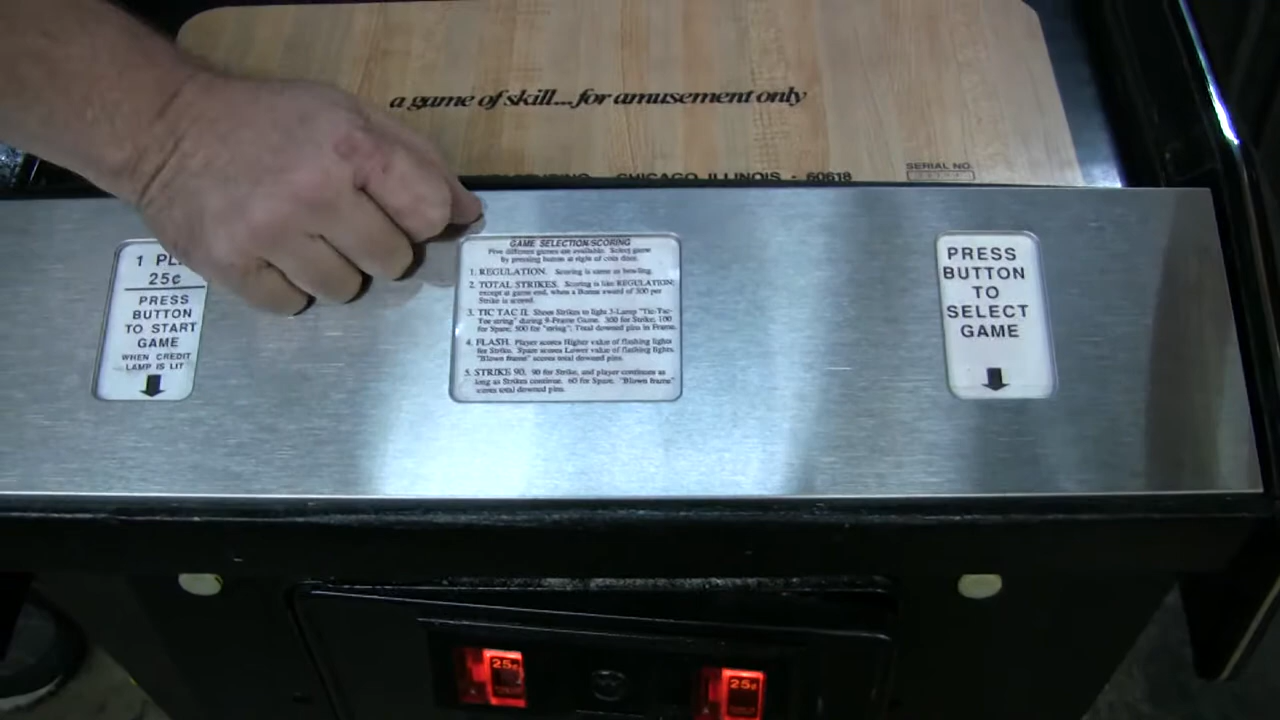 a game of skill...for amusement only
SERIAL NO.
CHICAGO, ILLINOIS - 60618
1 PL
25¢
PRESS
BUTTON
TO START
GAME
WHEN CREDIT
LAMP IS LIT
GAME SELECTION/SCORING
Five different games are available. Select game
by pressing button at right of coin door.
1. REGULATION. Scoring is same as bowling.
2. TOTAL STRIKES. Scoring is like REGULATION;
except at game end, when a Bonus award of 300 per
Strike is scored.
3. TIC TAC II. Shoot Strikes to light 3-Lamp "Tic-Tac-
Toe string" during 9-Frame Game. 300 for Strike; 100
for Spare; 500 for "string"; Total downed pins in Frame.
4. FLASH. Player scores Higher value of flashing lights
for Strike. Spare scores Lower value of flashing lights.
"Blown frame" scores total downed pins.
5. STRIKE 90. 90 for Strike, and player continues as
long as Strikes continue. 60 for Spare. "Blown frame"
scores total downed pins.
PRESS
BUTTON
TO
SELECT
GAME
25¢
25¢